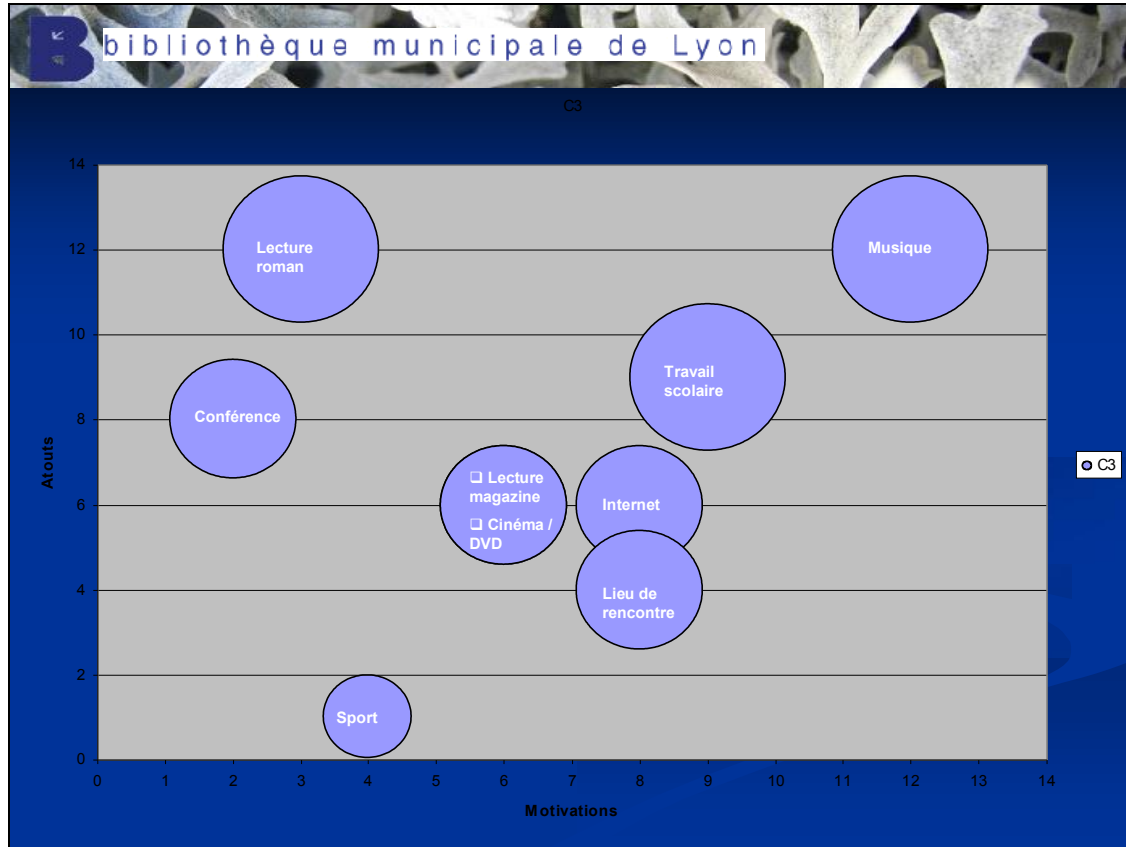 B bibliothèque municipale de Lyon
C3
14
12
10
8
6
4
2
0
Atouts
Lecture
roman
Musique
Travail
scolaire
Conférence
❑ Lecture
magazine
❑ Cinéma /
DVD
Internet
Lieu de
rencontre
Sport
C3
0 1 2 3 4 5 6 7 8 9 10 11 12 13 14
Motivations